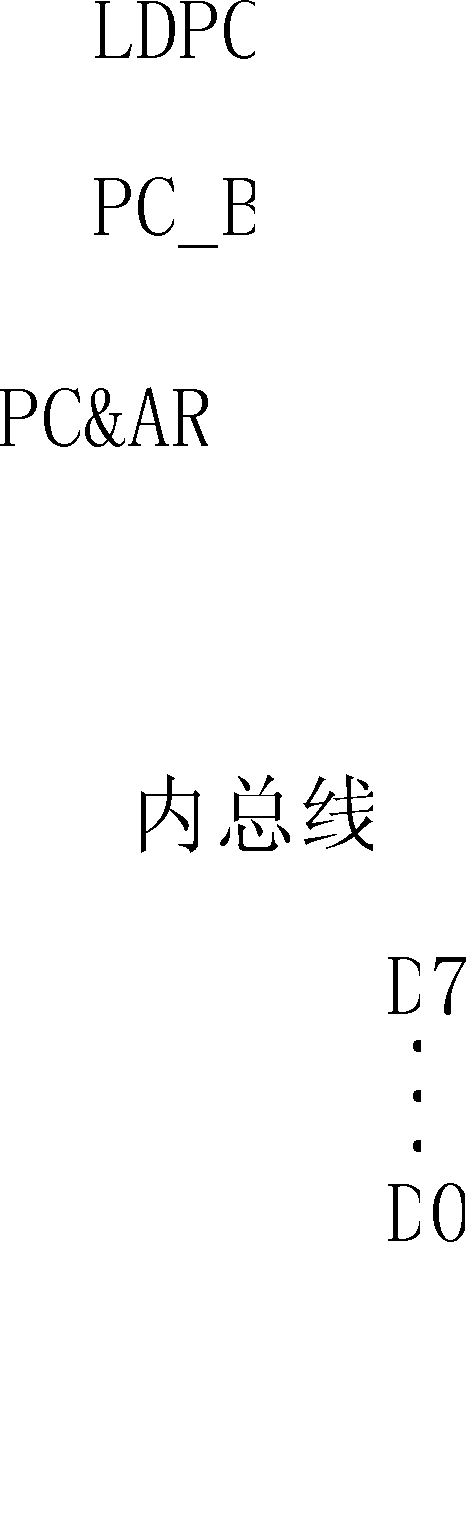 LDPC
PC_B
PC&AR
内总线
D7
⋮
D0